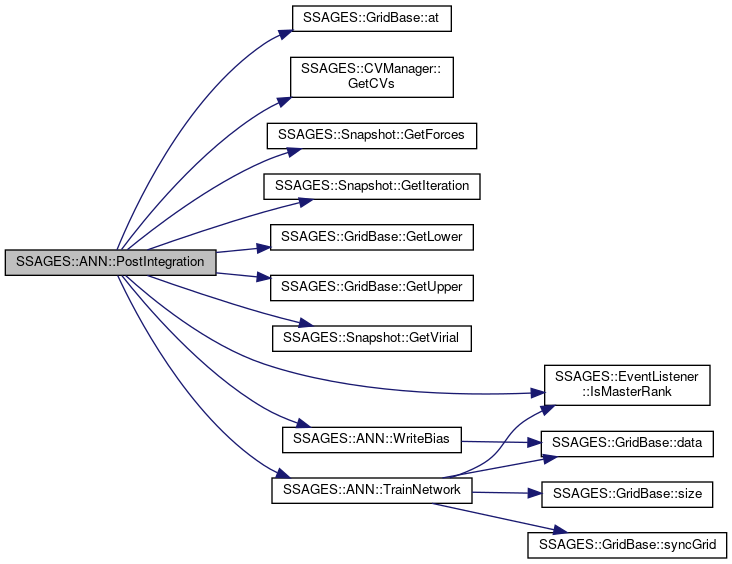 SSAGES::GridBase::at
SSAGES::CVManager::
GetCVs
SSAGES::Snapshot::GetForces
SSAGES::Snapshot::GetIteration
SSAGES::GridBase::GetLower
SSAGES::ANN::PostIntegration
SSAGES::GridBase::GetUpper
SSAGES::Snapshot::GetVirial
SSAGES::EventListener
::IsMasterRank
SSAGES::ANN::WriteBias
SSAGES::GridBase::data
SSAGES::ANN::TrainNetwork
SSAGES::GridBase::size
SSAGES::GridBase::syncGrid